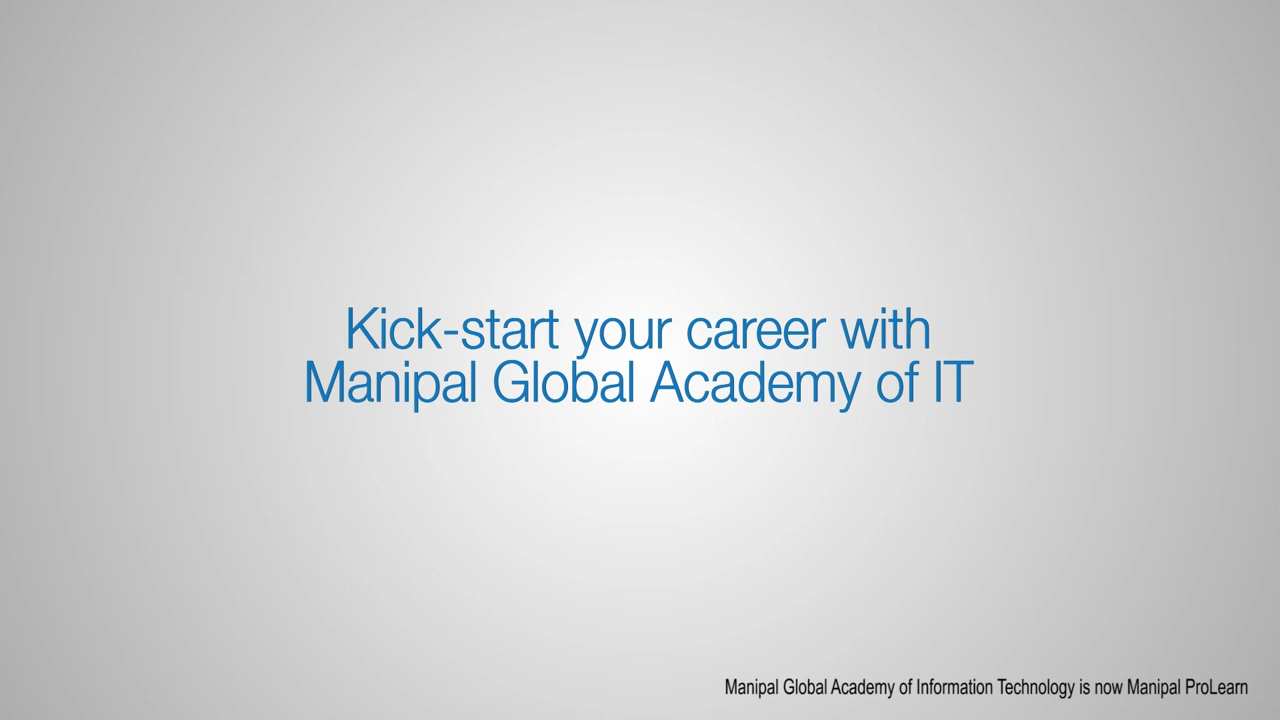 Kick-start your career with
Manipal Global Academy of IT
Manipal Global Academy of Information Technology is now Manipal ProLearn